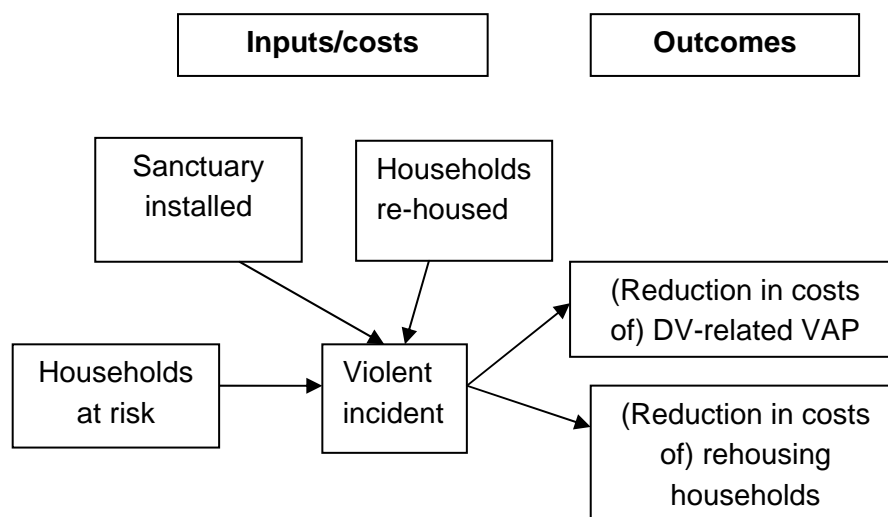 Inputs/costs
Outcomes
Sanctuary
installed
Households
re-housed
(Reduction in costs
of) DV-related VAP
Households
at risk
Violent
incident
(Reduction in costs
of) rehousing
households